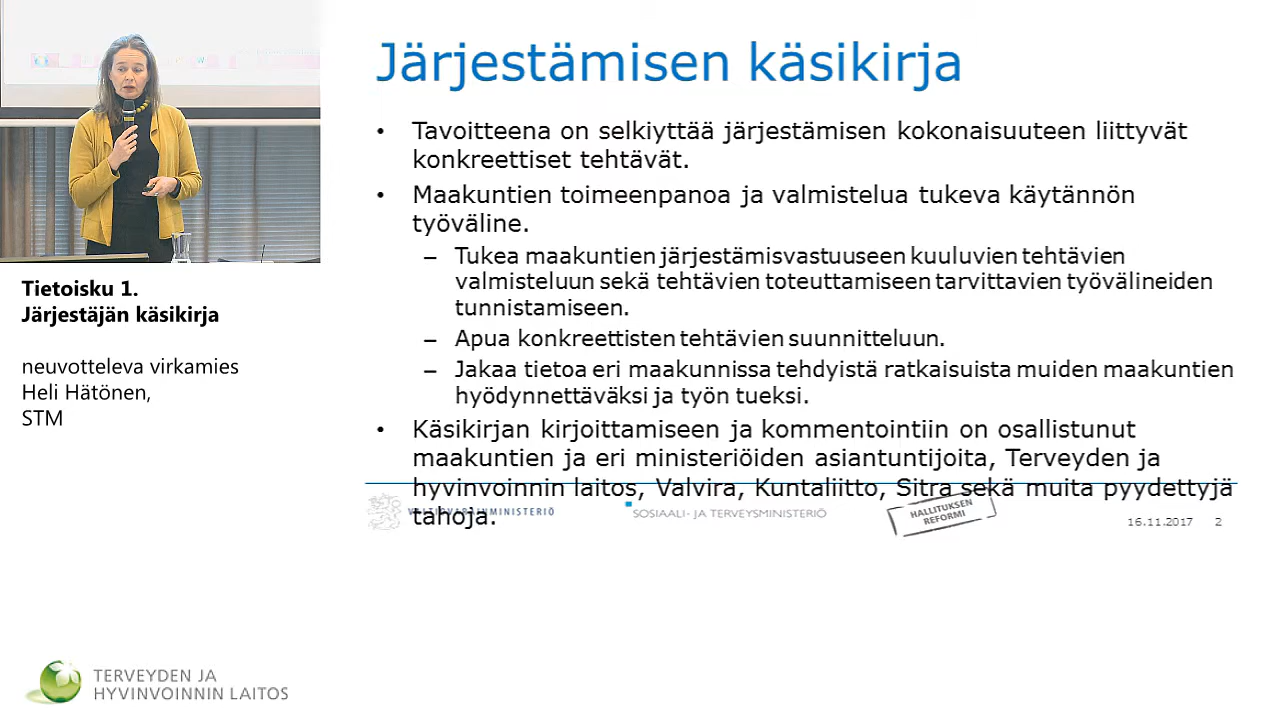 Järjestämisen käsikirja
• Tavoitteena on selkiyttää järjestämisen kokonaisuuteen liittyvät
konkreettiset tehtävät.
• Maakuntien toimeenpanoa ja valmistelua tukeva käytännön
työväline.
– Tukea maakuntien järjestämisvastuuseen kuuluvien tehtävien
valmisteluun sekä tehtävien toteuttamiseen tarvittavien työvälineiden
tunnistamiseen.
– Apua konkreettisten tehtävien suunnitteluun.
– Jakaa tietoa eri maakunnissa tehdyistä ratkaisuista muiden maakuntien
hyödynnettäväksi ja työn tueksi.
• Käsikirjan kirjoittamiseen ja kommentointiin on osallistunut
maakuntien ja eri ministeriöiden asiantuntijoita, Terveyden ja
hyvinvoinnin laitos, Valvira, Kuntaliitto, Sitra sekä muita pyydettyjä
tahoja.
SOSIAALI- JA TERVEYSMINISTERIÖ
HALLITUKSEN
REFORMI
16.11.2017 2
Tietoisku 1.
Järjestäjän käsikirja
neuvotteleva virkamies
Heli Hätönen,
STM
TERVEYDEN JA
HYVINVOINNIN LAITOS